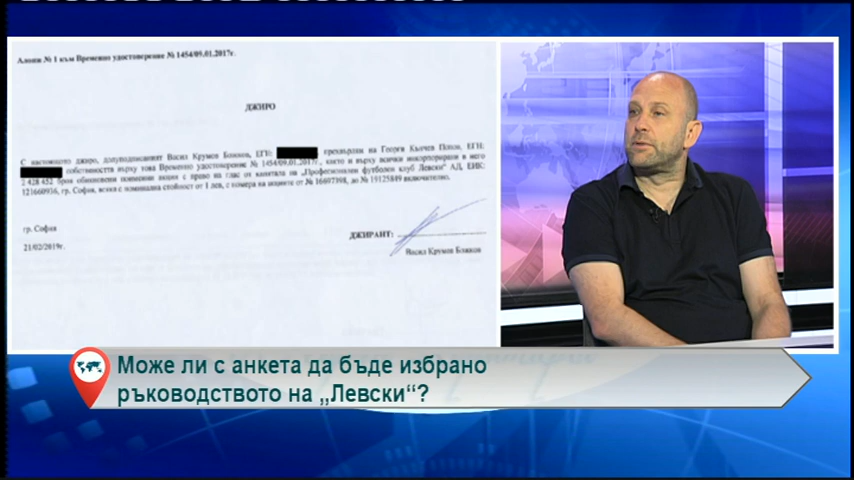 Алонж № 1 към Временно удостоверение № 1454/09.01.2017г.
ДЖИРО
С настоящото джиро, долуподписаният Васил Крумов Божков, ЕГН: прехвърлям на Георги Кънчев Попов, ЕГН:
собствеността върху това Временно удостоверение № 1454/09.01.2017г., както и върху всички инкорпорирани в него
2 428 452 броя обикновени поименни акции с право на глас от капитала на „Професионален футболен клуб Левски" АД, ЕИК:
121660936, гр. София, всяка с номинална стойност от 1 лев, с номера на акциите от № 16697398, до № 19125849 включително.
гр. София
ДЖИРАНТ:
21/02/2019г.
Васил Крумов Божков
Може ли с анкета да бъде избрано
ръководството на „Левски“?